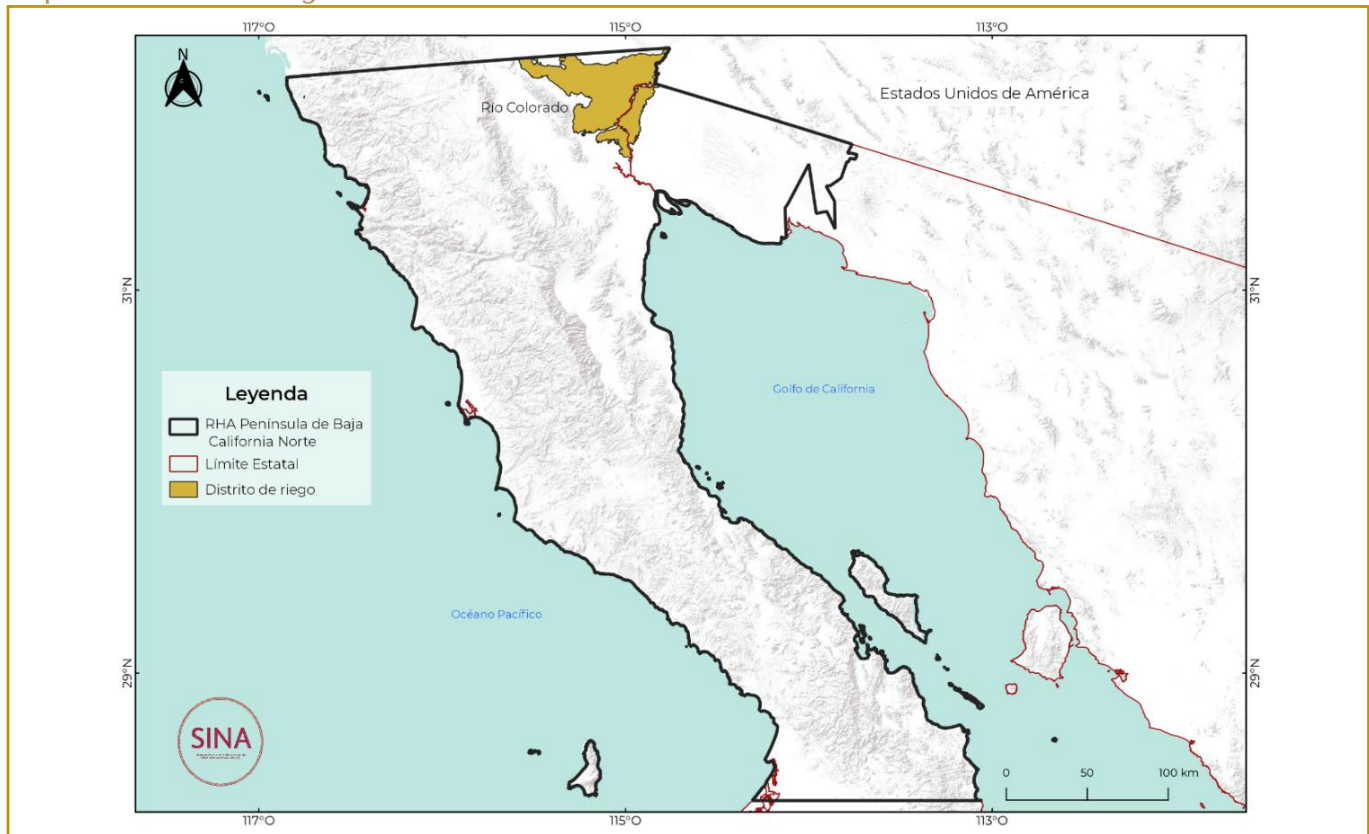 117°O
115°O
113°O
N
Río Colorado
Estados Unidos de América
31°N
31°N
Golfo de California
Leyenda
RHA Península de Baja
California Norte
Límite Estatal
Distrito de riego
Océano Pacífico
29°N
29°N
SINA
0 50 100 km
117°O
115°O
113°O